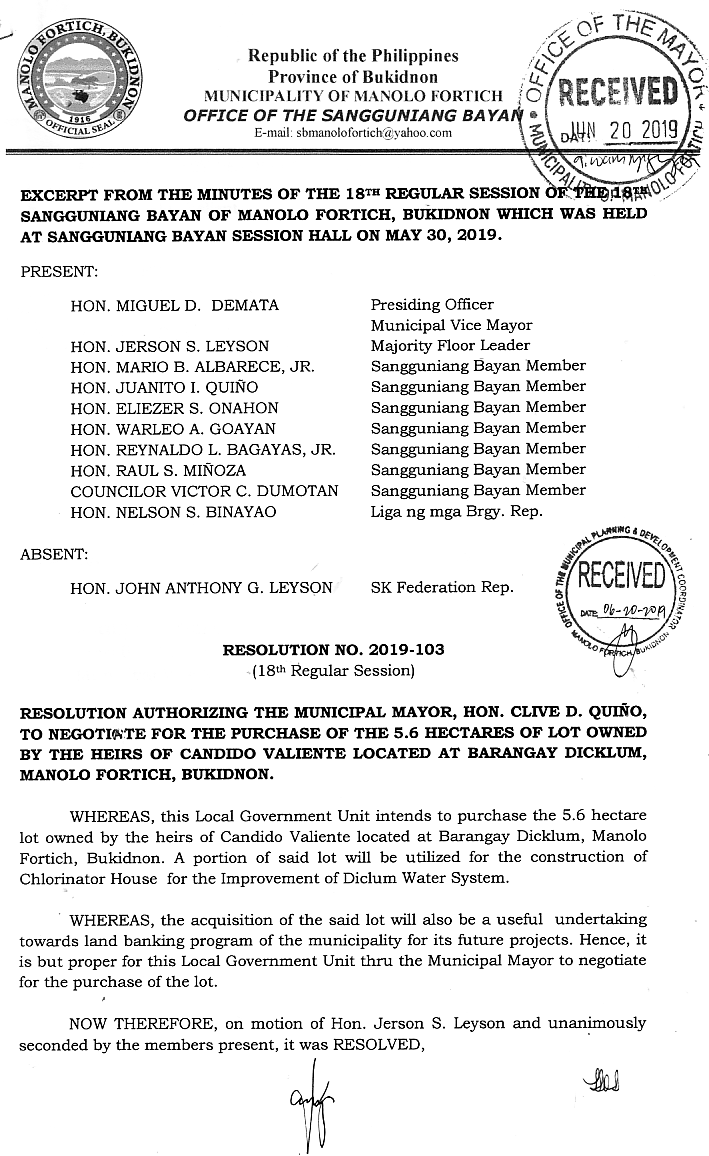 MANOLO FORTICH, BUKIDNON
1916
OFFICIAL SEAL
Republic of the Philippines
Province of Bukidnon
MUNICIPALITY OF MANOLO FORTICH
OFFICE OF THE SANGGUNIANG BAYAN
E-mail: sbmanolofortich@yahoo.com
OFFICE OF THE MAYOR
RECEIVED
DATE: JUN 20 2019
MUNICIPAL OF MANOLO FORTICH
EXCERPT FROM THE MINUTES OF THE 18TH REGULAR SESSION OF THE 18TH
SANGGUNIANG BAYAN OF MANOLO FORTICH, BUKIDNON WHICH WAS HELD
AT SANGGUNIANG BAYAN SESSION HALL ON MAY 30, 2019.
PRESENT:
HON. MIGUEL D. DEMATA Presiding Officer
Municipal Vice Mayor
HON. JERSON S. LEYSON Majority Floor Leader
HON. MARIO B. ALBARECE, JR. Sangguniang Bayan Member
HON. JUANITO I. QUIÑO Sangguniang Bayan Member
HON. ELIEZER S. ONAHON Sangguniang Bayan Member
HON. WARLEO A. GOAYAN Sangguniang Bayan Member
HON. REYNALDO L. BAGAYAS, JR. Sangguniang Bayan Member
HON. RAUL S. MIÑOZA Sangguniang Bayan Member
COUNCILOR VICTOR C. DUMOTAN Sangguniang Bayan Member
HON. NELSON S. BINAYAO Liga ng mga Brgy. Rep.
ABSENT:
HON. JOHN ANTHONY G. LEYSON SK Federation Rep.
OFFICE OF THE MUNICIPAL PLANNING & DEVELOPMENT COORDINATOR
RECEIVED
DATE: 06-20-2019
MANOLO FORTICH, BUKIDNON
RESOLUTION NO. 2019-103
(18th Regular Session)
RESOLUTION AUTHORIZING THE MUNICIPAL MAYOR, HON. CLIVE D. QUIÑO,
TO NEGOTIATE FOR THE PURCHASE OF THE 5.6 HECTARES OF LOT OWNED
BY THE HEIRS OF CANDIDO VALIENTE LOCATED AT BARANGAY DICKLUM,
MANOLO FORTICH, BUKIDNON.
WHEREAS, this Local Government Unit intends to purchase the 5.6 hectare
lot owned by the heirs of Candido Valiente located at Barangay Dicklum, Manolo
Fortich, Bukidnon. A portion of said lot will be utilized for the construction of
Chlorinator House for the Improvement of Diclum Water System.
WHEREAS, the acquisition of the said lot will also be a useful undertaking
towards land banking program of the municipality for its future projects. Hence, it
is but proper for this Local Government Unit thru the Municipal Mayor to negotiate
for the purchase of the lot.
NOW THEREFORE, on motion of Hon. Jerson S. Leyson and unanimously
seconded by the members present, it was RESOLVED,